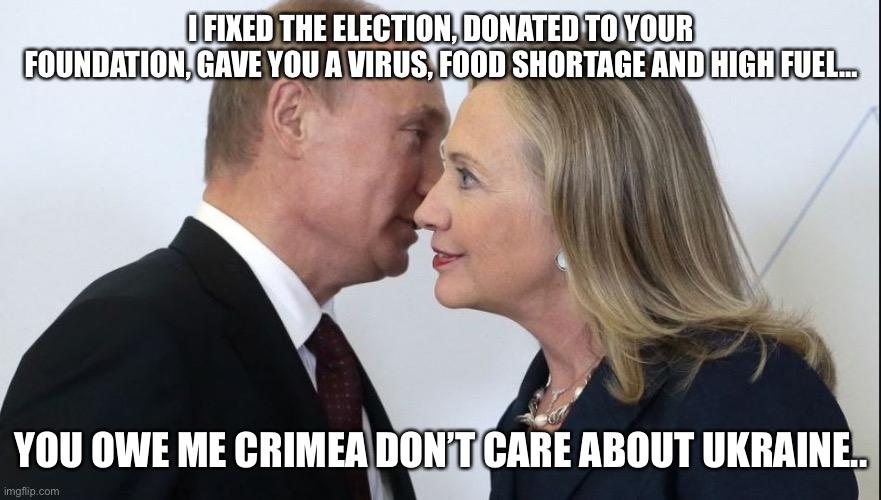 I FIXED THE ELECTION, DONATED TO YOUR
FOUNDATION, GAVE YOU A VIRUS, FOOD SHORTAGE AND HIGH FUEL...
YOU OWE ME CRIMEA DON'T CARE ABOUT UKRAINE..
imgflip.com